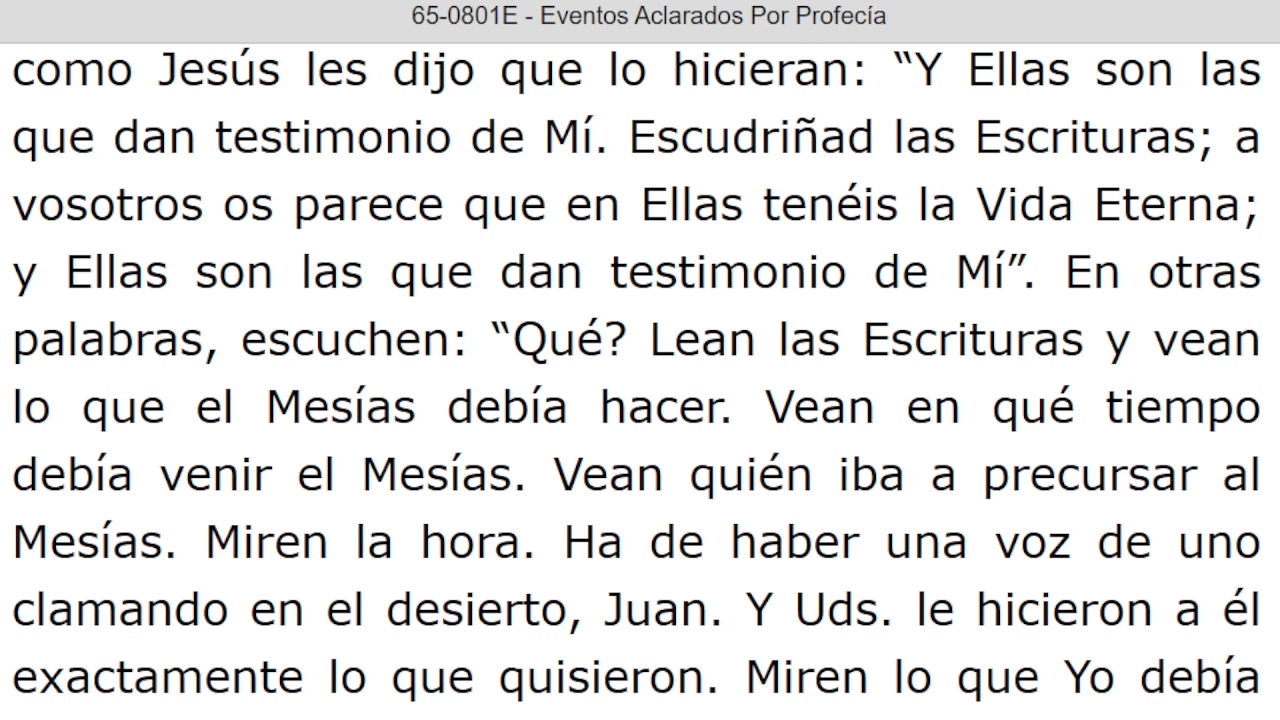 65-0801E - Eventos Aclarados Por Profecía
como Jesús les dijo que lo hicieran: “Y Ellas son las
que dan testimonio de Mí. Escudriñad las Escrituras; a
vosotros os parece que en Ellas tenéis la Vida Eterna;
y Ellas son las que dan testimonio de Mí”. En otras
palabras, escuchen: “Qué? Lean las Escrituras y vean
lo que el Mesías debía hacer. Vean en qué tiempo
debía venir el Mesías. Vean quién iba a precursar al
Mesías. Miren la hora. Ha de haber una voz de uno
clamando en el desierto, Juan. Y Uds. le hicieron a él
exactamente lo que quisieron. Miren lo que Yo debía